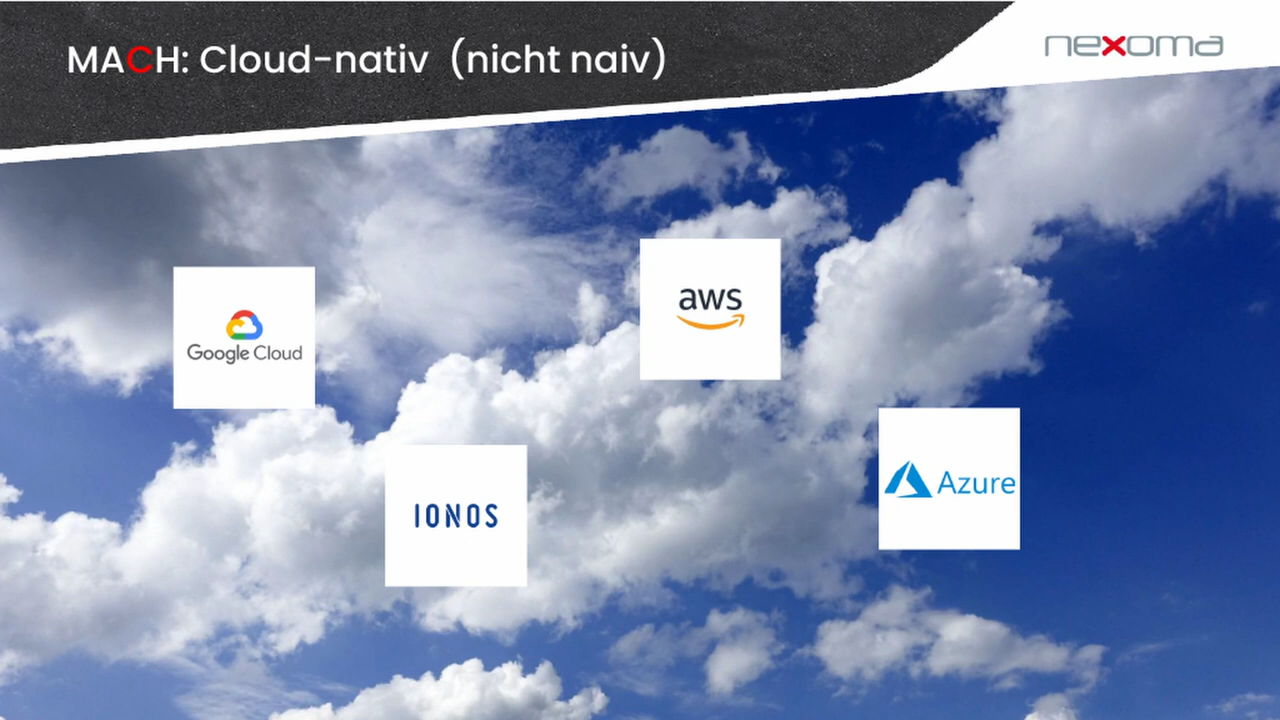 MACH: Cloud-nativ (nicht naiv)
nexoma
aws
Google Cloud
Azure
IONOS